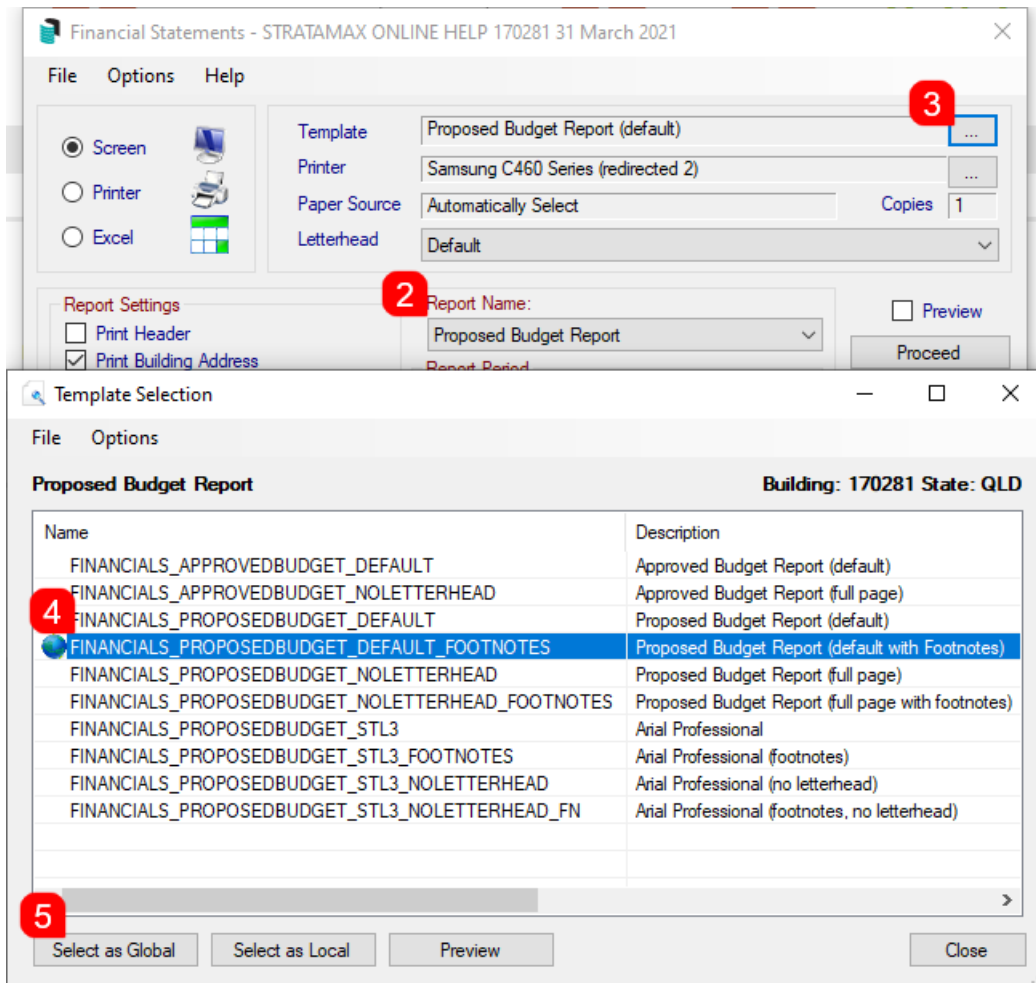 Financial Statements - STRATAMAX ONLINE HELP 170281 31 March 2021
File Options Help
3
Screen
Printer
Excel
Template Proposed Budget Report (default) ...
Printer Samsung C460 Series (redirected 2) ...
Paper Source Automatically Select Copies 1
Letterhead Default
2
Report Settings
Print Header
Print Building Address
Report Name:
Proposed Budget Report
Report Period
Preview
Proceed
Template Selection
File Options
Proposed Budget Report Building: 170281 State: QLD
Name Description
FINANCIALS_APPROVEDBUDGET_DEFAULT Approved Budget Report (default)
FINANCIALS_APPROVEDBUDGET_NOLETTERHEAD Approved Budget Report (full page)
4
FINANCIALS_PROPOSEDBUDGET_DEFAULT Proposed Budget Report (default)
FINANCIALS_PROPOSEDBUDGET_DEFAULT_FOOTNOTES Proposed Budget Report (default with Footnotes)
FINANCIALS_PROPOSEDBUDGET_NOLETTERHEAD Proposed Budget Report (full page)
FINANCIALS_PROPOSEDBUDGET_NOLETTERHEAD_FOOTNOTES Proposed Budget Report (full page with footnotes)
FINANCIALS_PROPOSEDBUDGET_STL3 Arial Professional
FINANCIALS_PROPOSEDBUDGET_STL3_FOOTNOTES Arial Professional (footnotes)
FINANCIALS_PROPOSEDBUDGET_STL3_NOLETTERHEAD Arial Professional (no letterhead)
FINANCIALS_PROPOSEDBUDGET_STL3_NOLETTERHEAD_FN Arial Professional (footnotes, no letterhead)
5
Select as Global Select as Local Preview Close